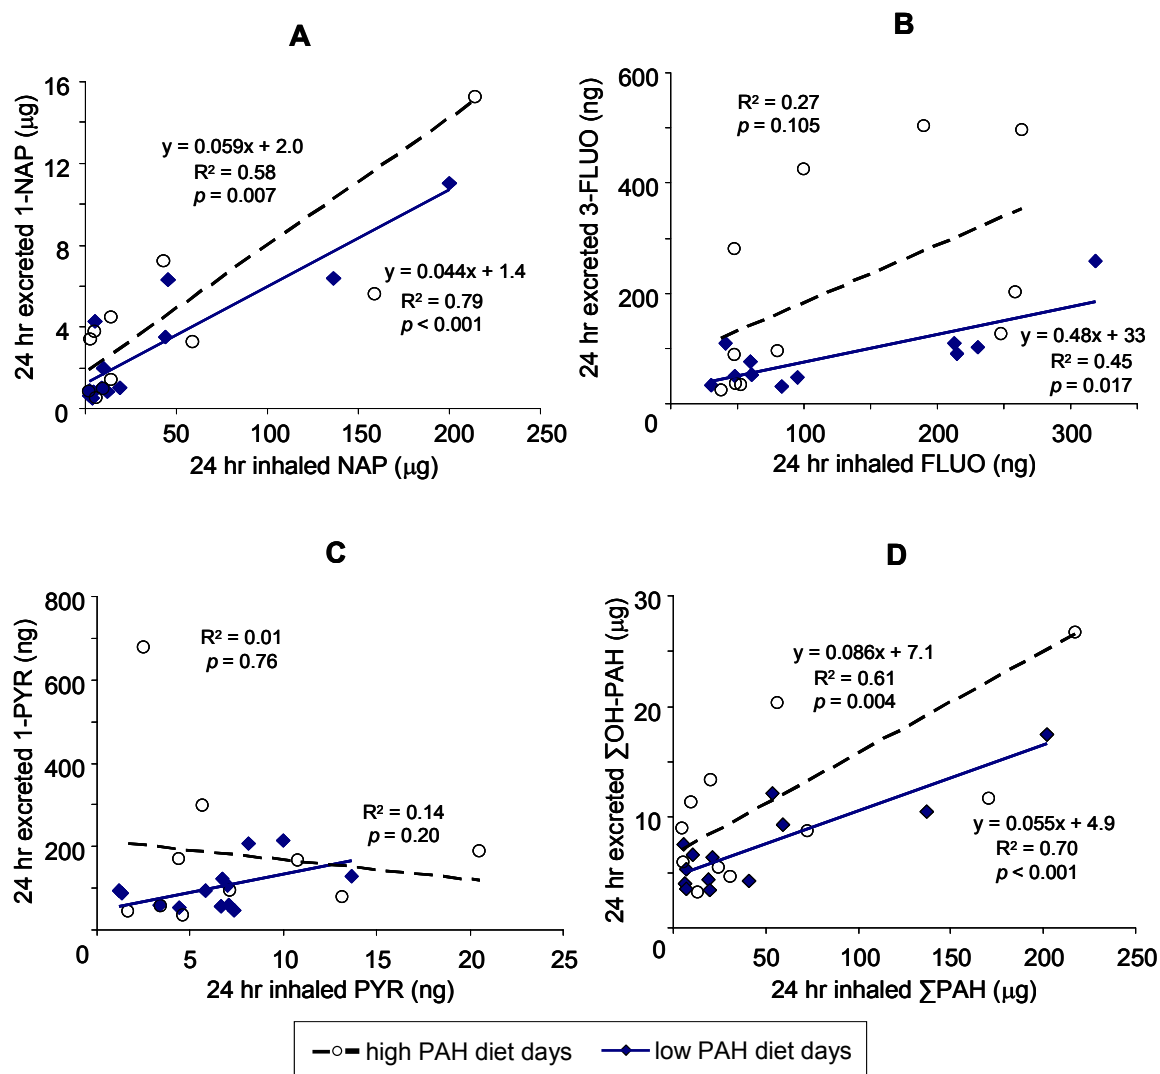 A
24 hr excreted 1-NAP (μg)
16
12
8
4
0
y = 0.059x + 2.0
R² = 0.58
p = 0.007
y = 0.044x + 1.4
R² = 0.79
p < 0.001
50
100
150
200
250
24 hr inhaled NAP (μg)
B
24 hr excreted 3-FLUO (ng)
600
400
200
0
R² = 0.27
p = 0.105
y = 0.48x + 33
R² = 0.45
p = 0.017
100
200
300
24 hr inhaled FLUO (ng)
C
24 hr excreted 1-PYR (ng)
800
600
400
200
0
R² = 0.01
p = 0.76
R² = 0.14
p = 0.20
5
10
15
20
25
24 hr inhaled PYR (ng)
D
24 hr excreted ∑OH-PAH (μg)
30
20
10
0
y = 0.086x + 7.1
R² = 0.61
p = 0.004
y = 0.055x + 4.9
R² = 0.70
p < 0.001
50
100
150
200
250
24 hr inhaled ∑PAH (μg)
high PAH diet days
low PAH diet days